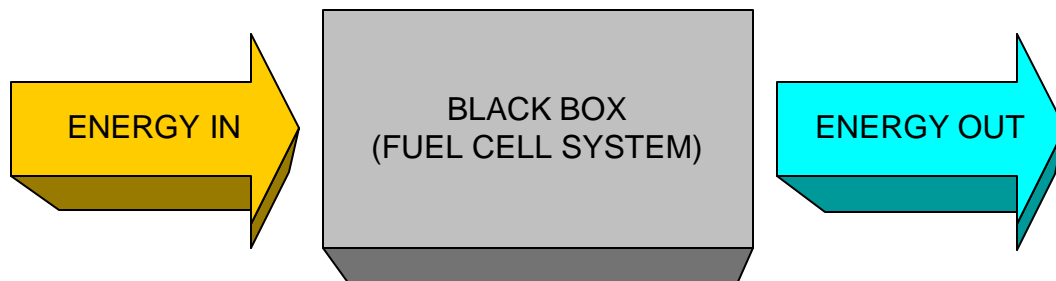 ENERGY IN
BLACK BOX
(FUEL CELL SYSTEM)
ENERGY OUT